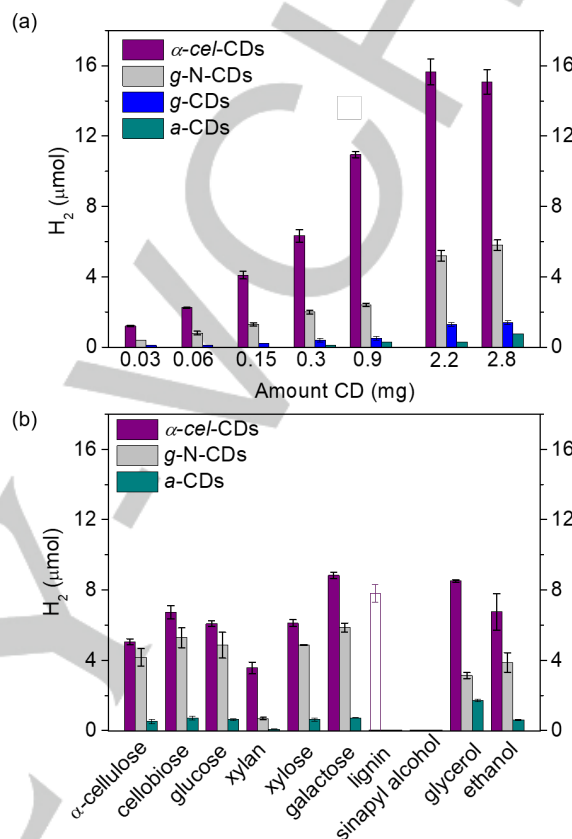 (a)
α-cel-CDs
g-N-CDs
g-CDs
a-CDs
16
12
8
4
0
16
12
8
4
0
H2 (μmol)
0.03 0.06 0.15 0.3 0.9 2.2 2.8
Amount CD (mg)
(b)
α-cel-CDs
g-N-CDs
a-CDs
16
12
8
4
0
16
12
8
4
0
H2 (μmol)
α-cellulose
cellobiose
glucose
xylan
xylose
galactose
lignin
sinapyl alcohol
glycerol
ethanol